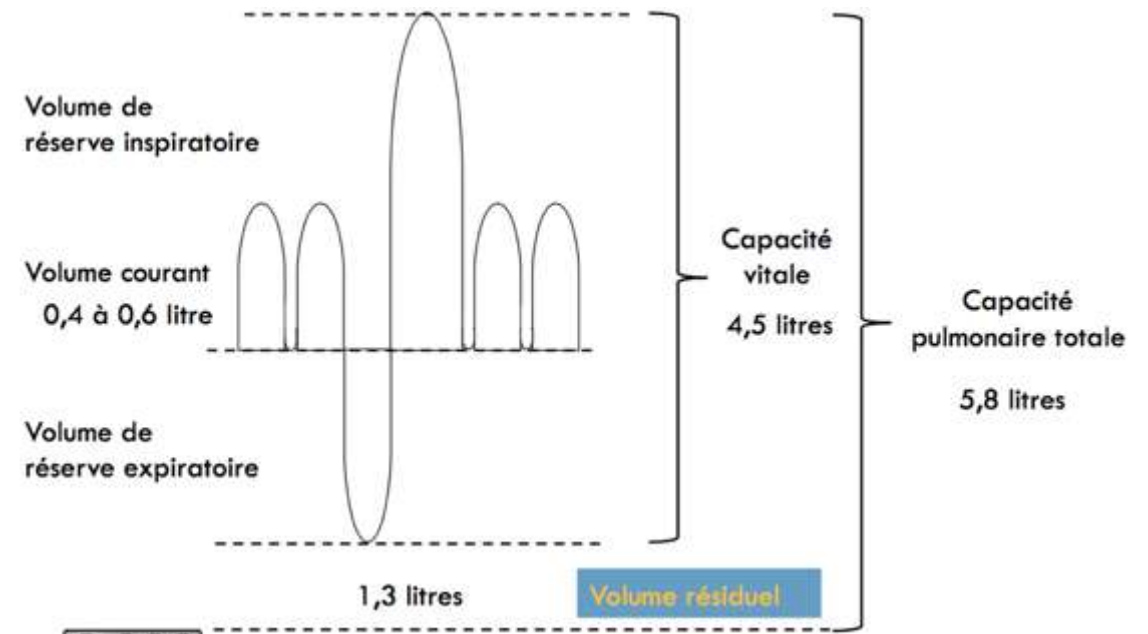 Volume de
réserve inspiratoire
Volume courant
0,4 à 0,6 litre
Volume de
réserve expiratoire
Capacité
vitale
4,5 litres
Capacité
pulmonaire totale
5,8 litres
1,3 litres
Volume résiduel